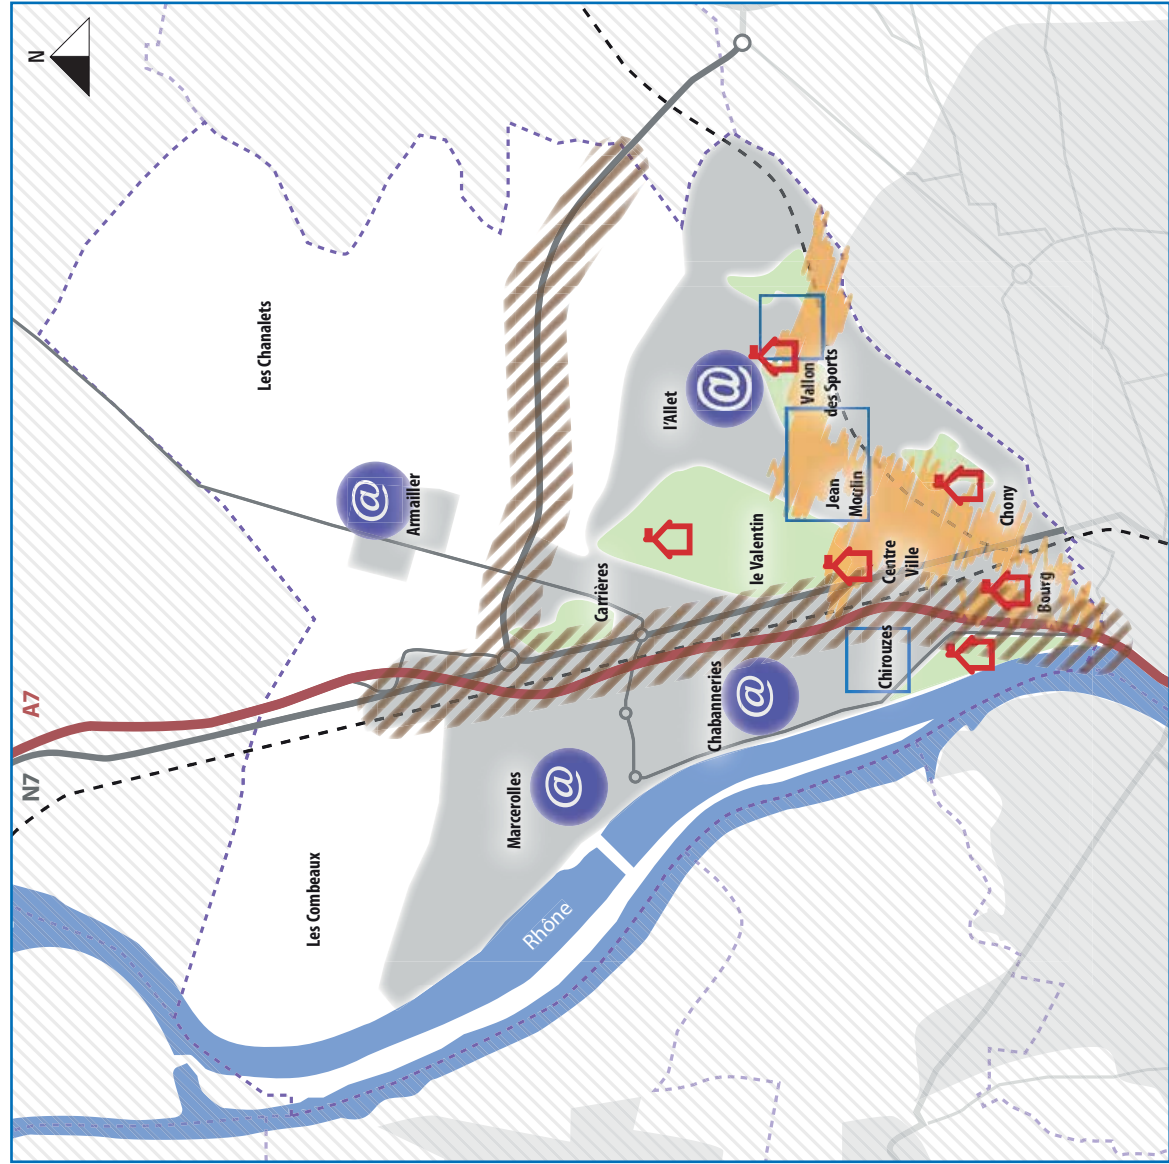 N
A7
N7
Les Chanalets
Armailler
l'Allet
Vallon
des Sports
Jean
Moulin
le Valentin
Chony
Centre
Ville
Carrières
Bourg
Chirouzes
Chabanneries
Marcerolles
Les Combeaux
Rhône
@
@
@
@